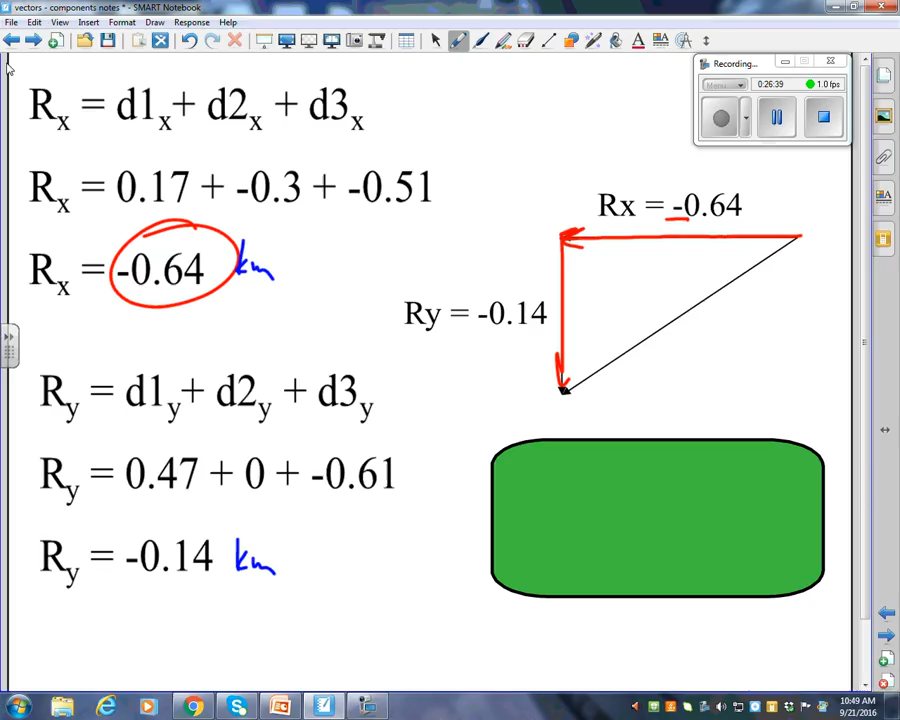 vectors - components notes * - SMART Notebook
File Edit View Insert Format Draw Response Help
Recording...
Menu
0:26:39
1.0 fps
Rx = d1x+ d2x + d3x
Rx = 0.17 + -0.3 + -0.51
Rx = -0.64 km
Rx = -0.64
Ry = -0.14
Ry = d1y+ d2y + d3y
Ry = 0.47 + 0 + -0.61
Ry = -0.14 km
10:49 AM
9/21/2016